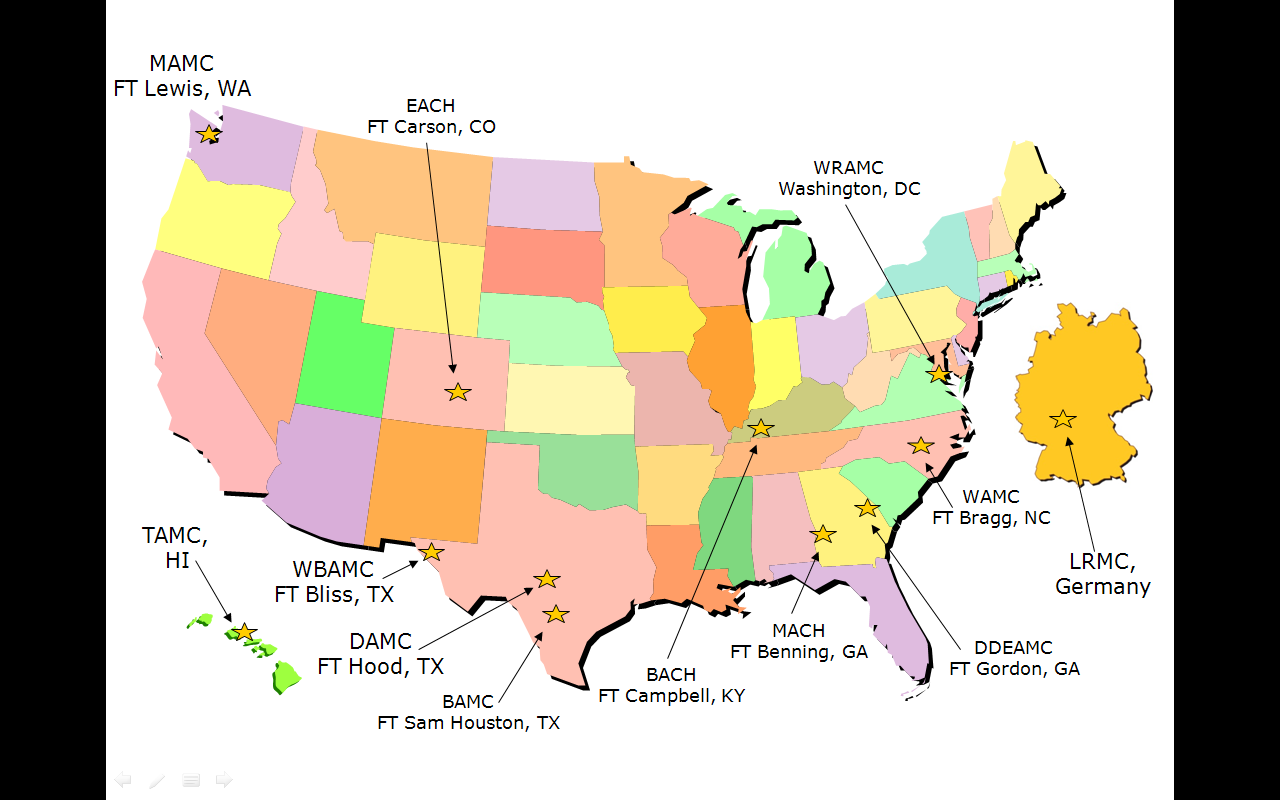 MAMC
FT Lewis, WA
EACH
FT Carson, CO
WRAMC
Washington, DC
WAMC
FT Bragg, NC
TAMC,
HI
WBAMC
FT Bliss, TX
LRMC,
Germany
DAMC
FT Hood, TX
MACH
FT Benning, GA
DDEAMC
FT Gordon, GA
BACH
FT Campbell, KY
BAMC
FT Sam Houston, TX